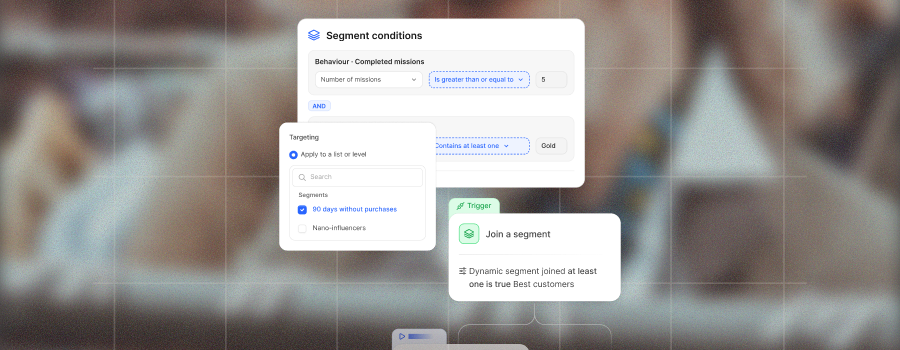 Segment conditions
Behaviour · Completed missions
Number of missions
Is greater than or equal to
5
AND
Contains at least one
Gold
Targeting
Apply to a list or level
Search
Segments
90 days without purchases
Nano-influencers
Trigger
Join a segment
Dynamic segment joined at least
one is true Best customers